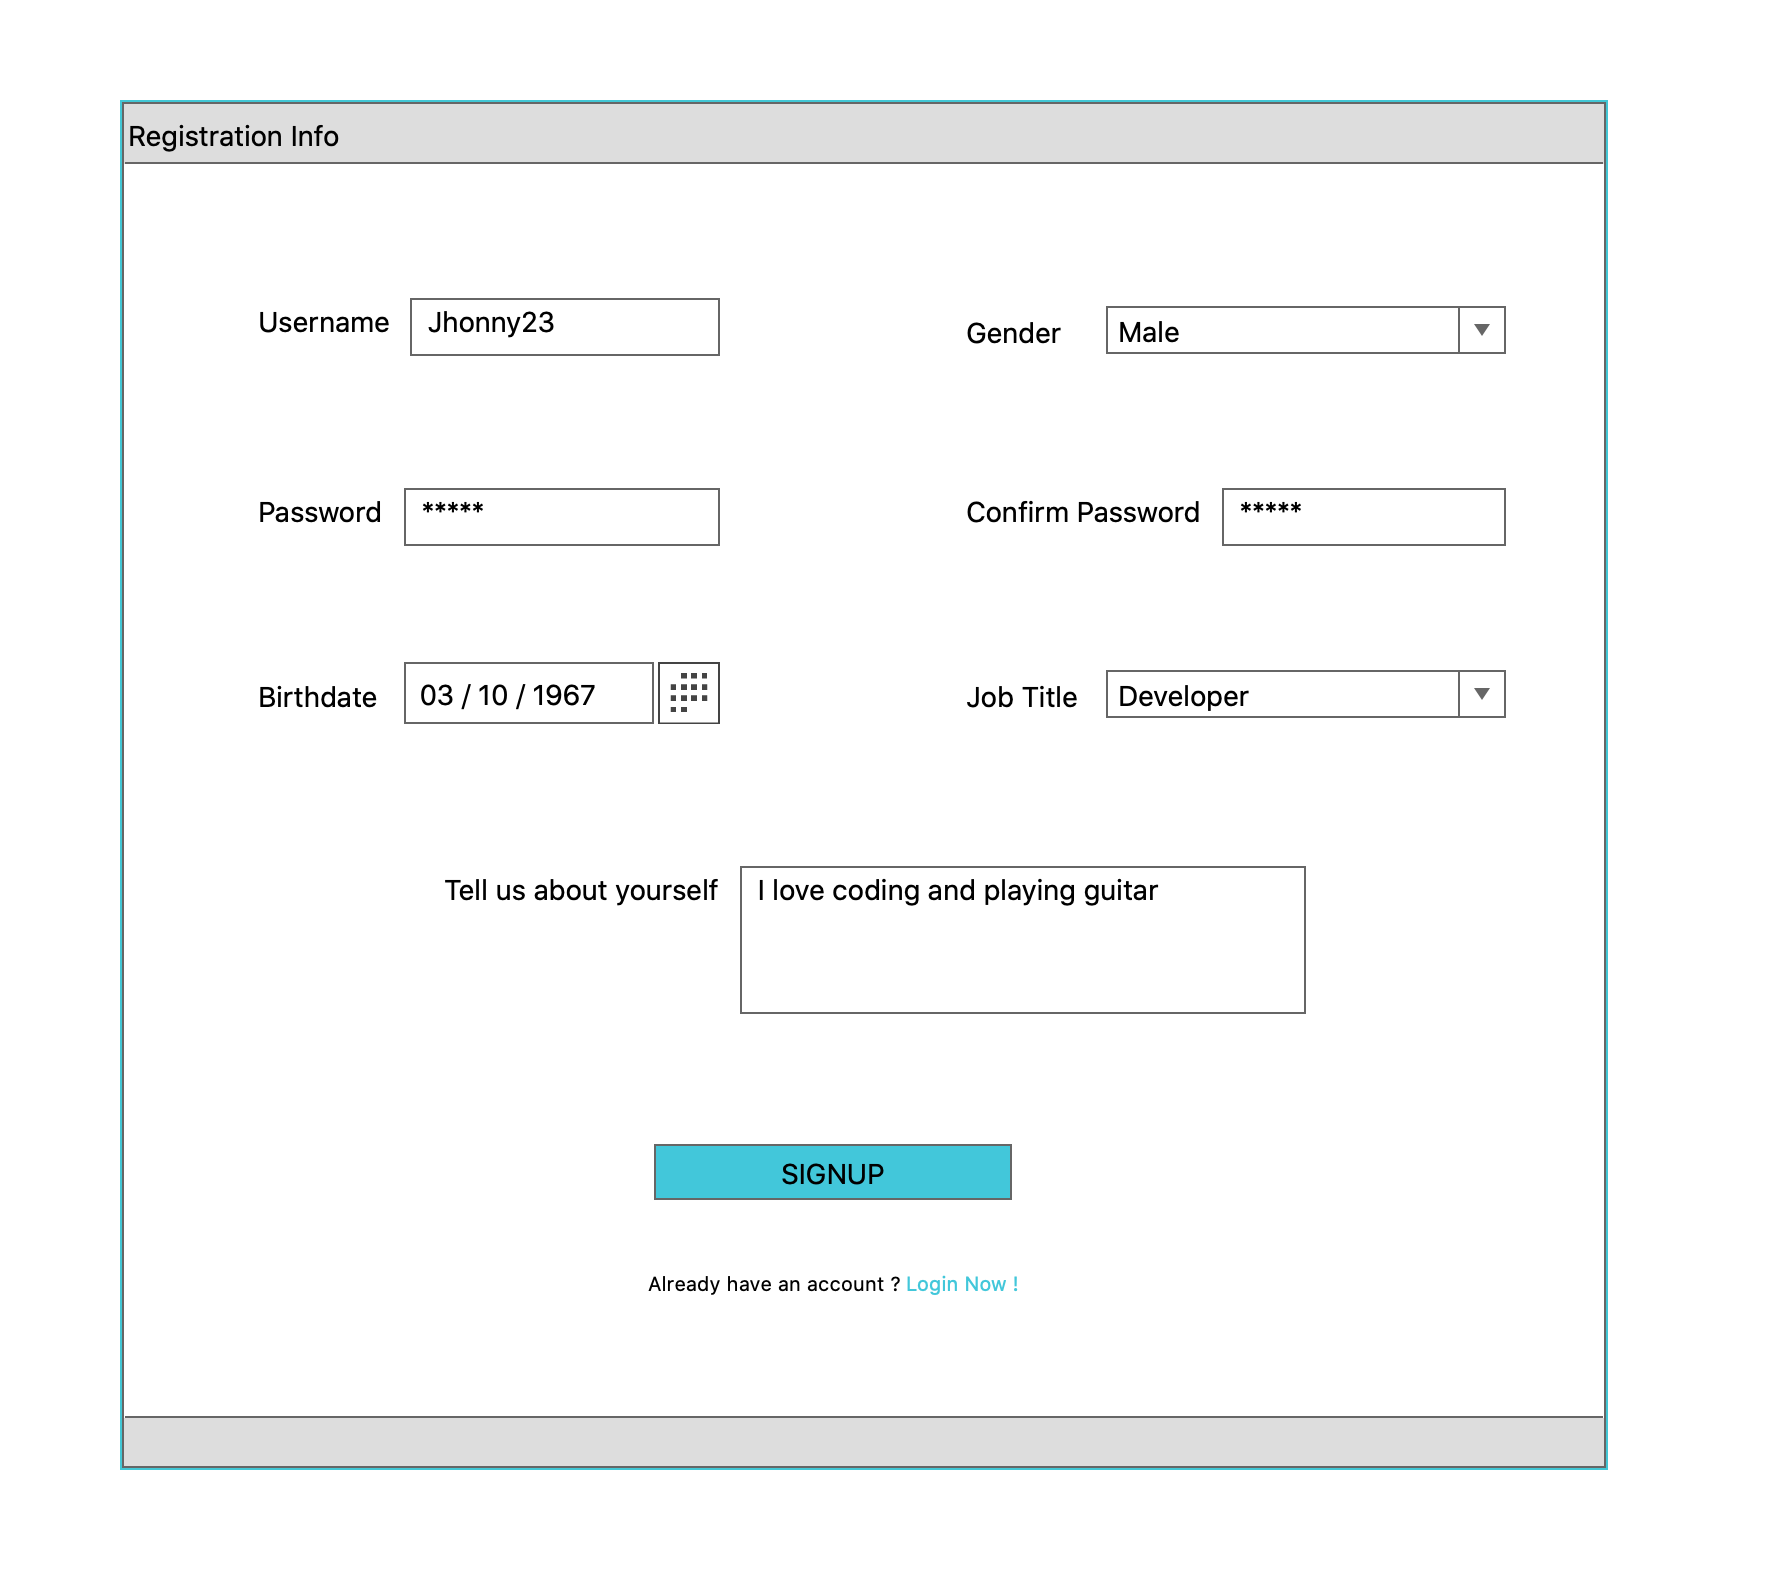 Registration Info
Username Jhonny23 Gender Male
Password ***** Confirm Password *****
Birthdate 03 / 10 / 1967 Job Title Developer
Tell us about yourself I love coding and playing guitar
SIGNUP
Already have an account ? Login Now !